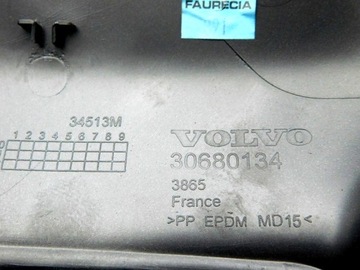 FAURECIA
34513M
1 2 3 4 5 6 7 8 9
VOLVO
30680134
3865
France
>PP EPDM MD15<